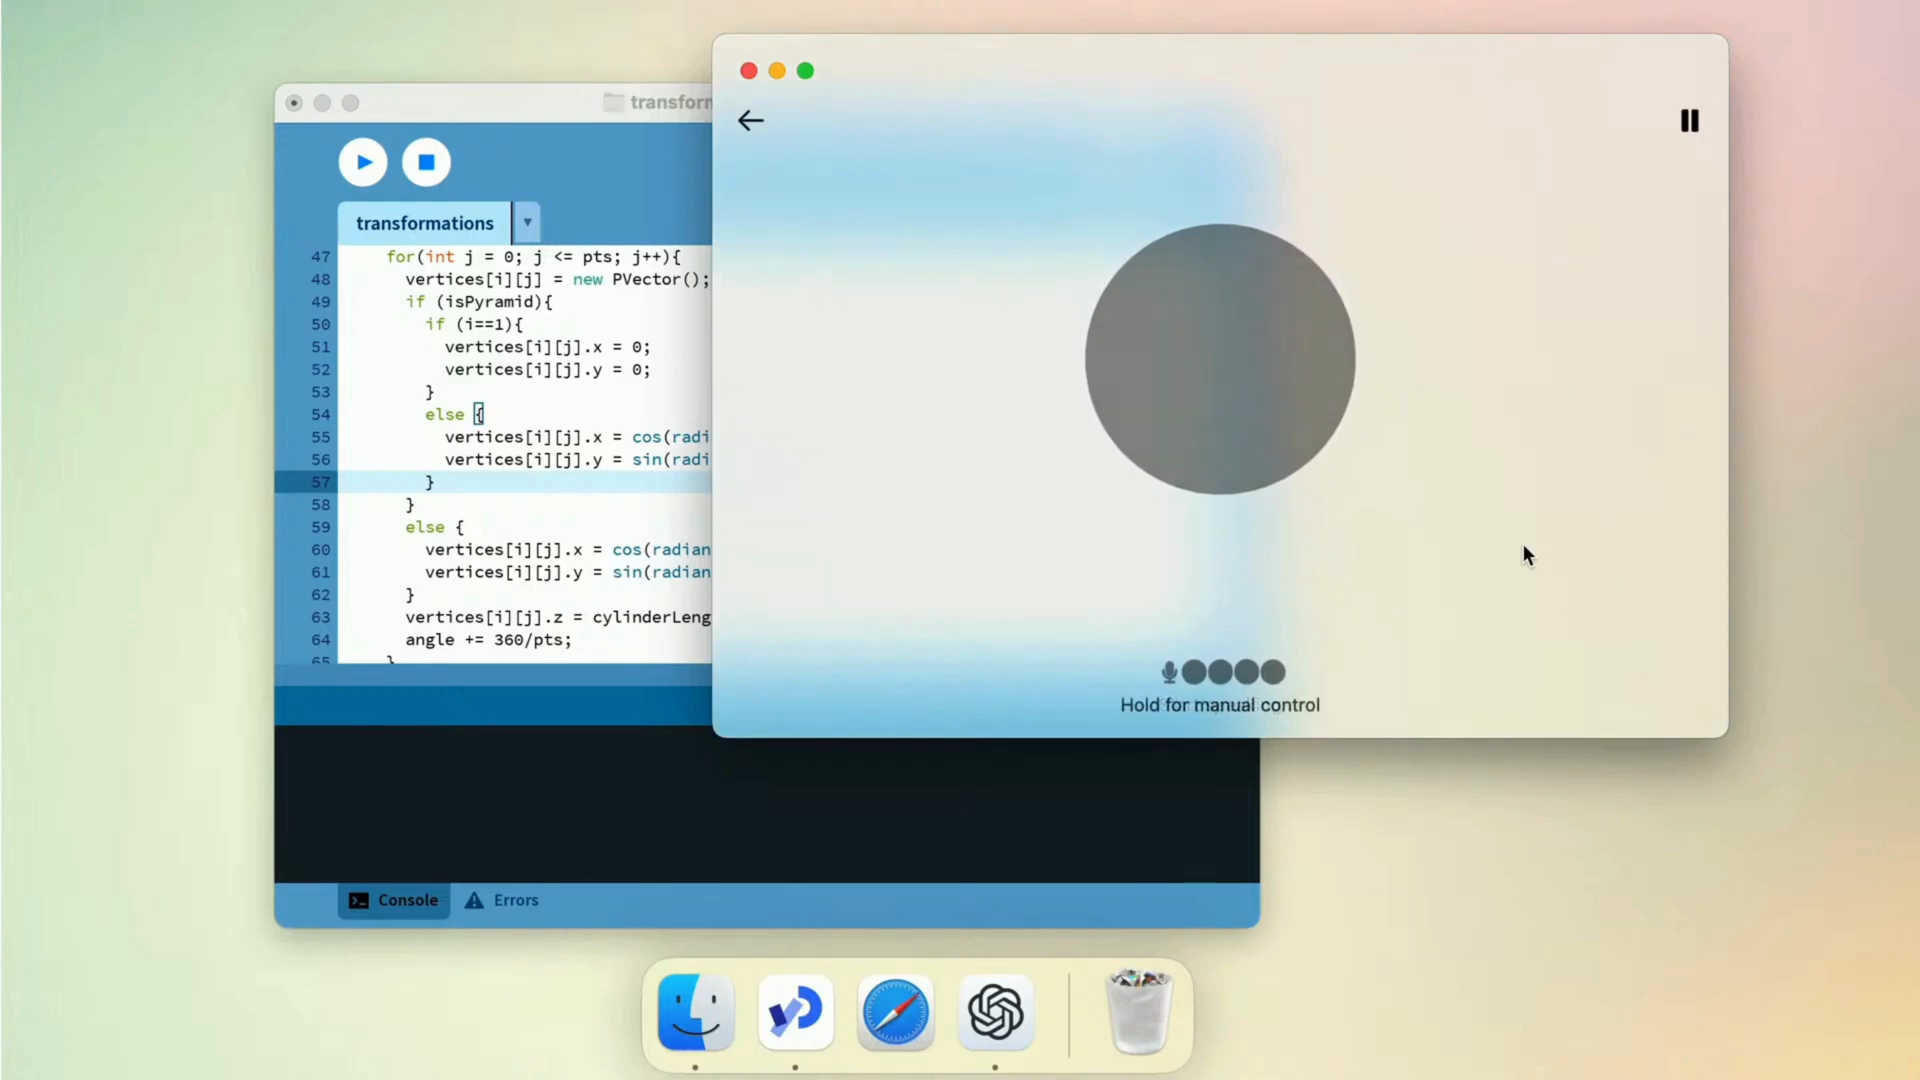 transform
transformations
47 for(int j = 0; j <= pts; j++){
48 vertices[i][j] = new PVector();
49 if (isPyramid){
50 if (i==1){
51 vertices[i][j].x = 0;
52 vertices[i][j].y = 0;
53 }
54 else {
55 vertices[i][j].x = cos(radi
56 vertices[i][j].y = sin(radi
57 }
58 }
59 else {
60 vertices[i][j].x = cos(radian
61 vertices[i][j].y = sin(radian
62 }
63 vertices[i][j].z = cylinderLeng
64 angle += 360/pts;
65 }
Hold for manual control
Console Errors